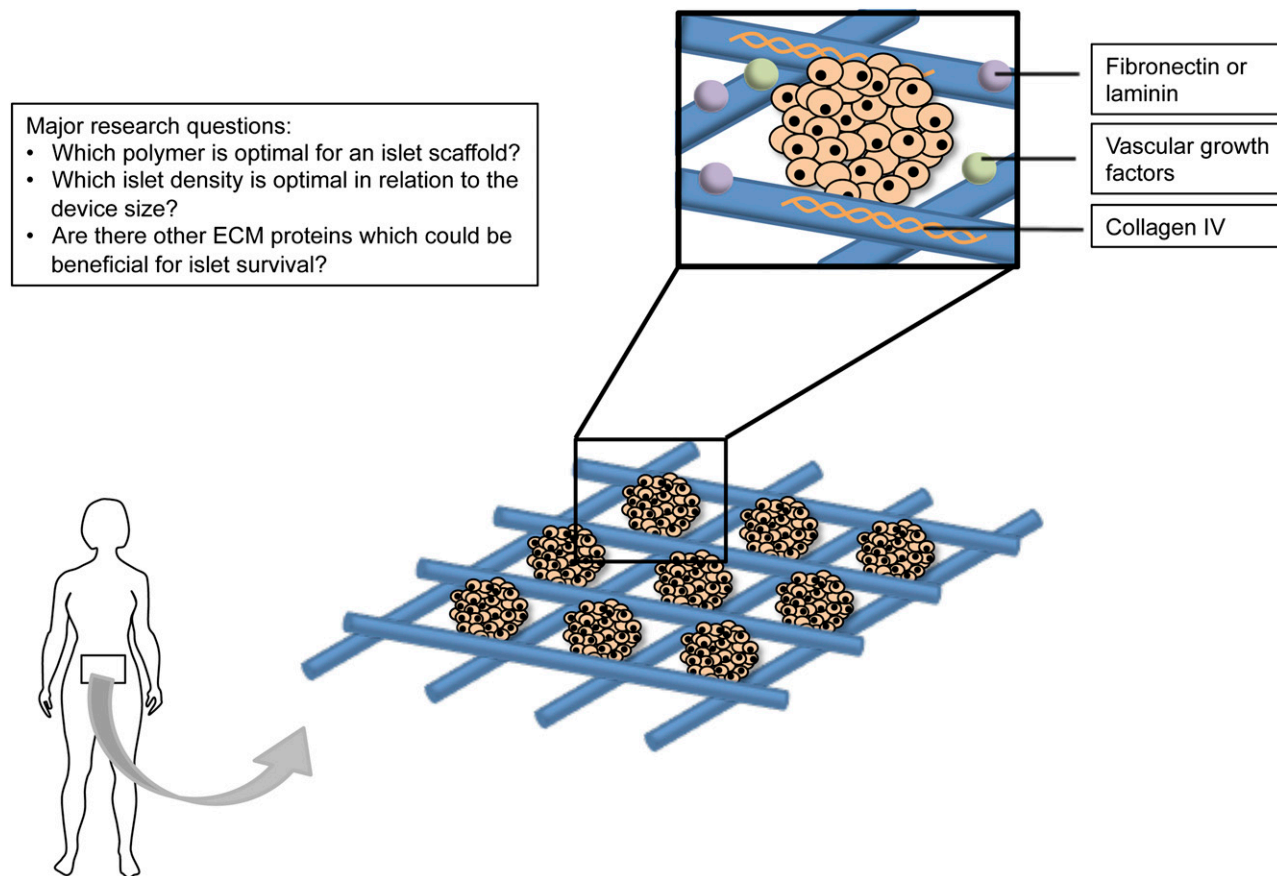 Major research questions:
• Which polymer is optimal for an islet scaffold?
• Which islet density is optimal in relation to the
device size?
• Are there other ECM proteins which could be
beneficial for islet survival?
Fibronectin or
laminin
Vascular growth
factors
Collagen IV